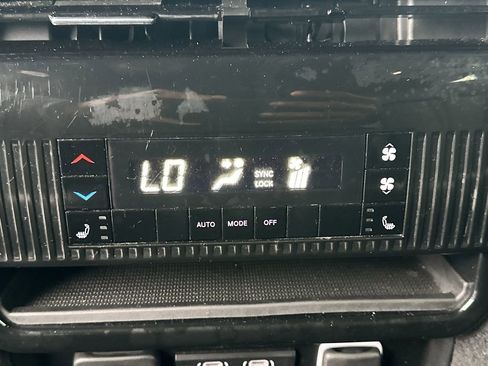 LO SYNC
LOCK
AUTO MODE OFF